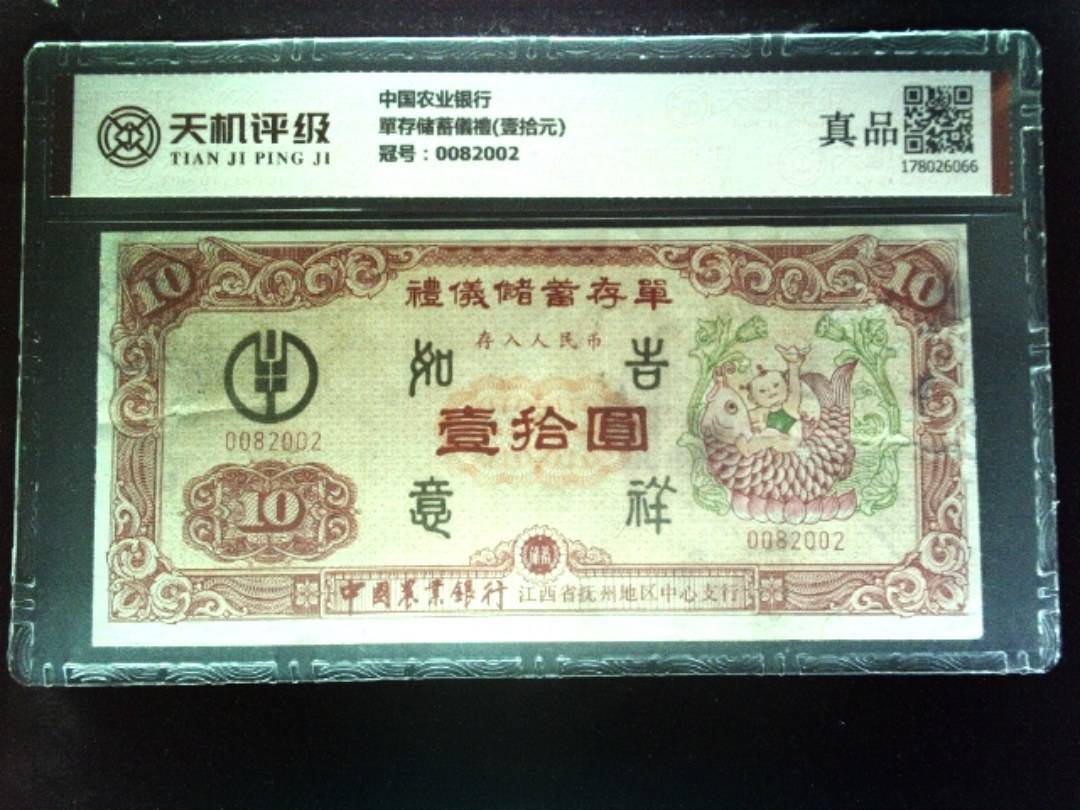 天机评级
TIAN JI PING JI
中国农业银行
單存储蓄儀禮(壹拾元)
冠号：0082002
真品
178026066
10
10
禮儀儲蓄存單
存入人民币
如
吉
壹拾圓
0082002
10
意
祥
0082002
中國農業銀行 江西省抚州地区中心支行